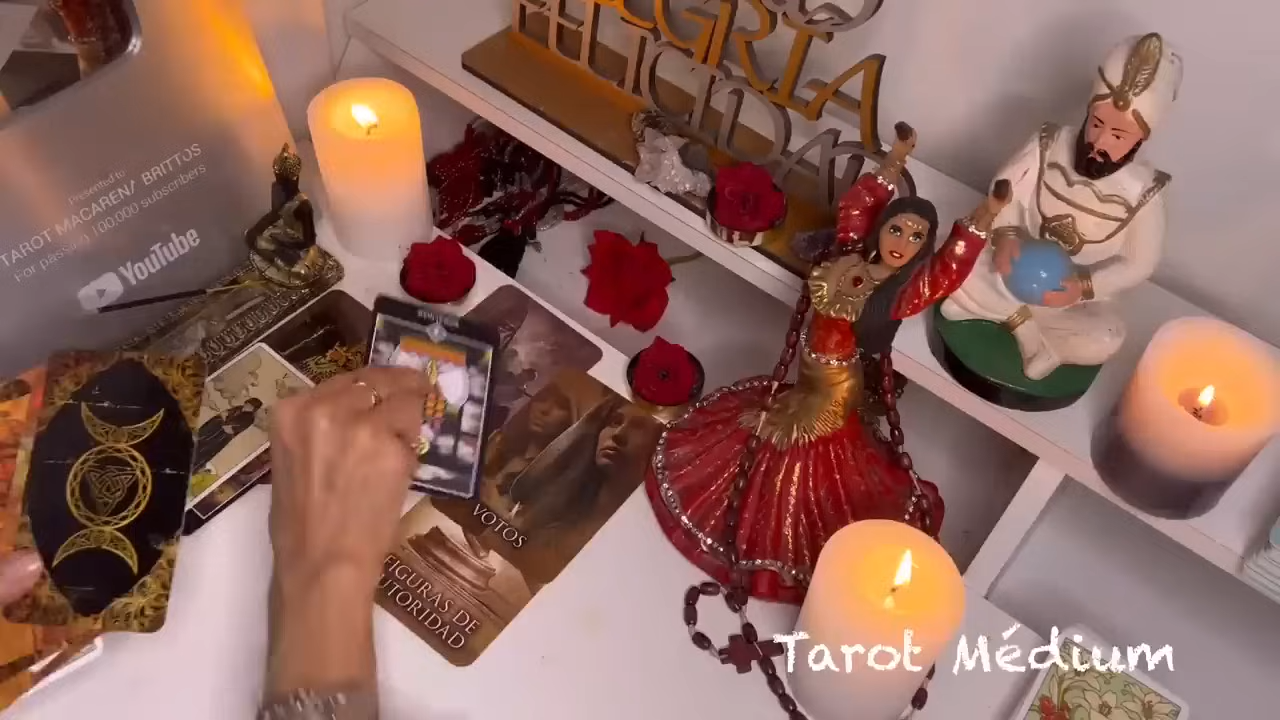 Presented to
TAROT MACAREN/ BRITTOS
For passing 100,000 subscribers
YouTube
VOTOS
FIGURAS DE
AUTORIDAD
Tarot Médium